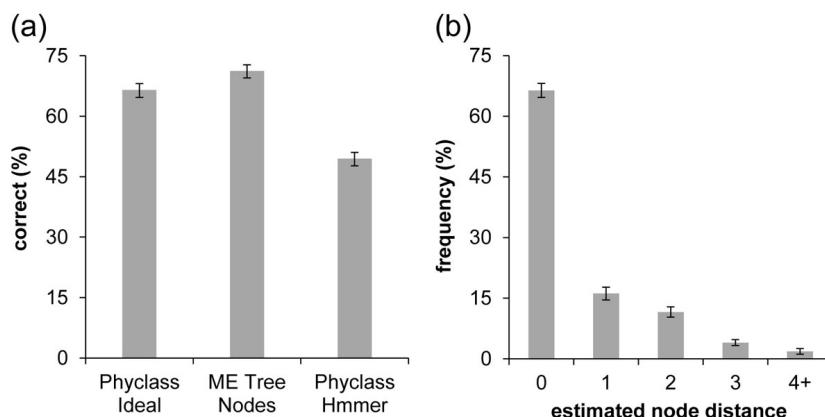 (a)
75
60
45
30
15
0
correct (%)
Phyclass
Ideal
ME Tree
Nodes
Phyclass
Hmmer
(b)
75
60
45
30
15
0
frequency (%)
0 1 2 3 4+
estimated node distance